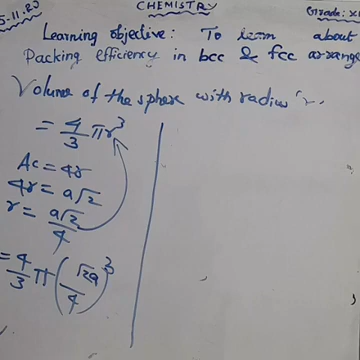 5-11-20 CHEMISTRY Grade: XI
Learning objective: To learn about
Packing efficiency in bcc & fcc arrange
Volume of the sphere with radius 'r'.
= 4/3 πr³
AC = 4r
4r = a√2
r = a√2/4
= 4/3 π(√2a/4)³